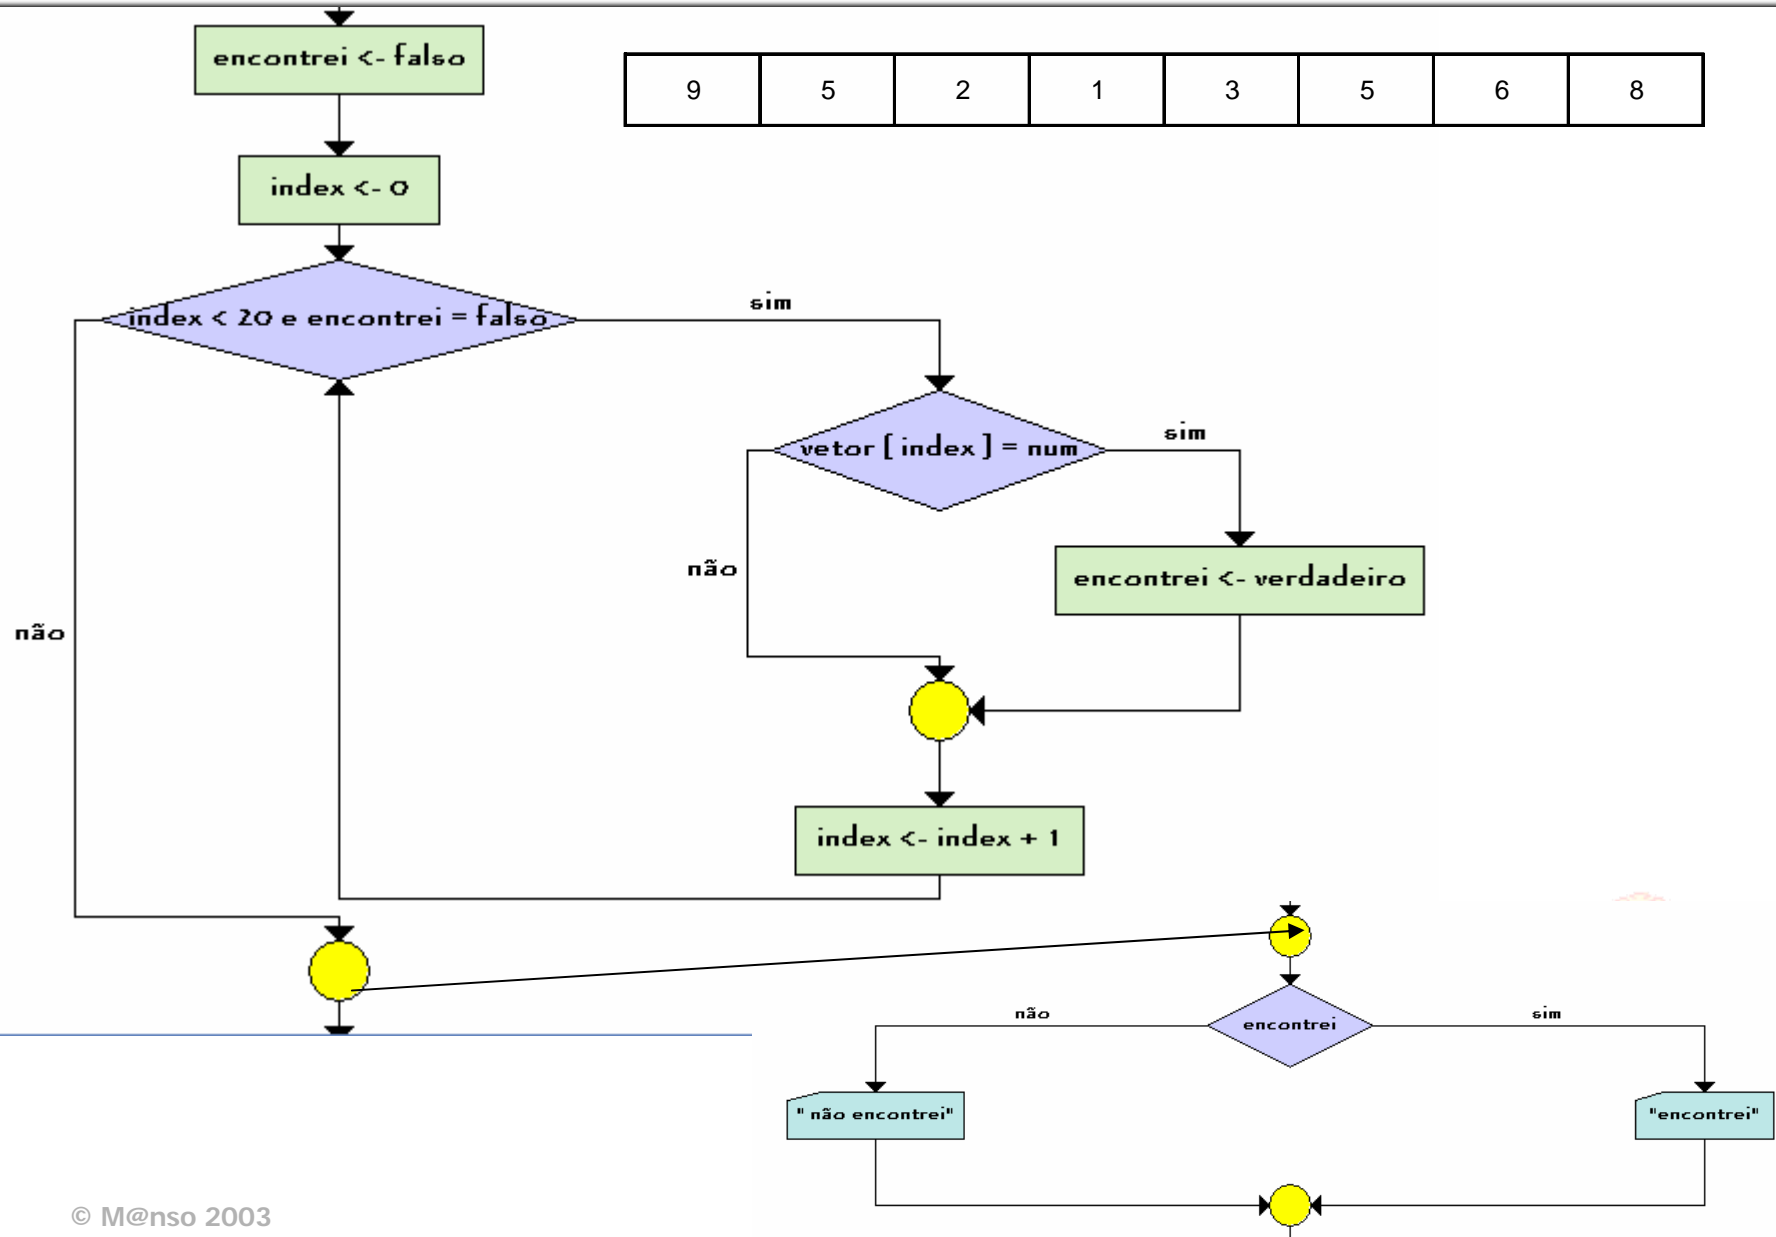 encontrei <- falso
9 5 2 1 3 5 6 8
index <- 0
index < 20 e encontrei = falso
sim
vetor [ index ] = num
sim
não
encontrei <- verdadeiro
não
index <- index + 1
encontrei
não
sim
" não encontrei"
"encontrei"
© M@nso 2003